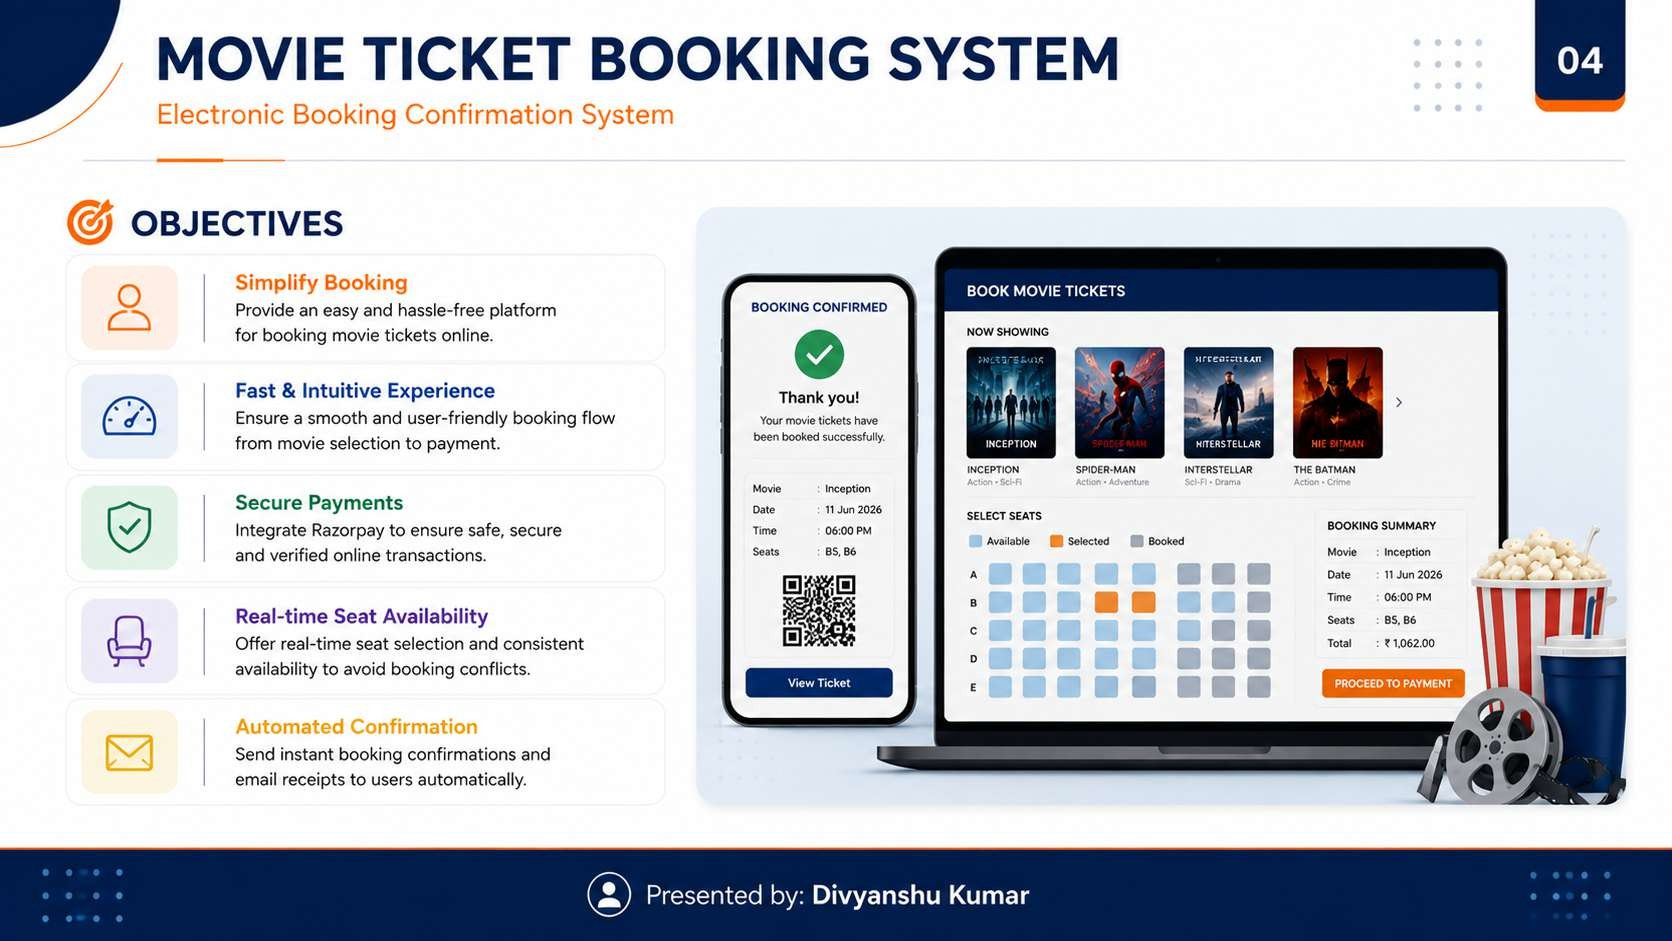 MOVIE TICKET BOOKING SYSTEM
Electronic Booking Confirmation System
04
OBJECTIVES
Simplify Booking
Provide an easy and hassle-free platform
for booking movie tickets online.
Fast & Intuitive Experience
Ensure a smooth and user-friendly booking flow
from movie selection to payment.
Secure Payments
Integrate Razorpay to ensure safe, secure
and verified online transactions.
Real-time Seat Availability
Offer real-time seat selection and consistent
availability to avoid booking conflicts.
Automated Confirmation
Send instant booking confirmations and
email receipts to users automatically.
BOOKING CONFIRMED
Thank you!
Your movie tickets have
been booked successfully.
Movie : Inception
Date : 11 Jun 2026
Time : 06:00 PM
Seats : B5, B6
View Ticket
BOOK MOVIE TICKETS
NOW SHOWING
INCEPTION
SPIDER-MAN
HITERSTELLAR
INCEPTION
Action • Sci-Fi
SPIDER-MAN
Action • Adventure
INTERSTELLAR
Sci-Fi • Drama
THE BATMAN
Action • Crime
SELECT SEATS
Available
Selected
Booked
A
B
C
D
E
BOOKING SUMMARY
Movie : Inception
Date : 11 Jun 2026
Time : 06:00 PM
Seats : B5, B6
Total : ₹ 1,062.00
PROCEED TO PAYMENT
Presented by: Divyanshu Kumar